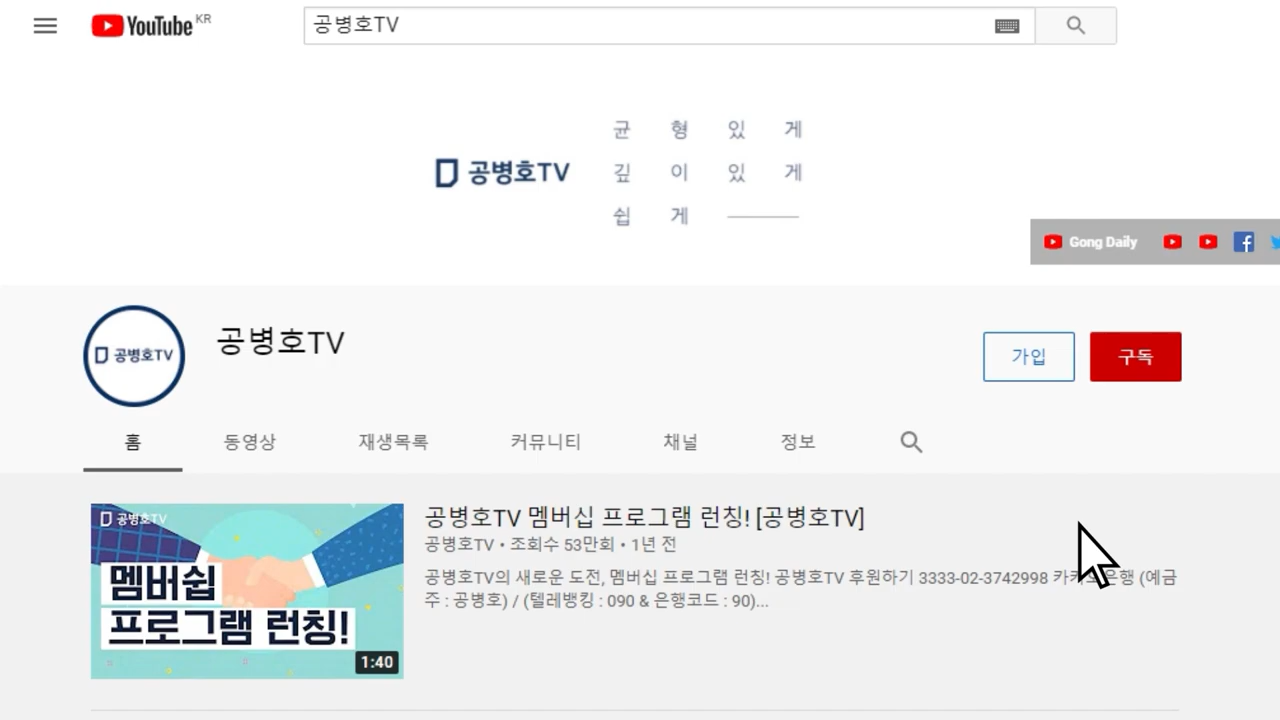 YouTube KR
공병호TV
균 형 있 게
공병호TV 깊 이 있 게
쉽 게
Gong Daily
공병호TV
공병호TV
가입
구독
홈 동영상 재생목록 커뮤니티 채널 정보
공병호TV
멤버쉽
프로그램 런칭!
1:40
공병호TV 멤버십 프로그램 런칭! [공병호TV]
공병호TV • 조회수 53만회 • 1년 전
공병호TV의 새로운 도전, 멤버십 프로그램 런칭! 공병호TV 후원하기 3333-02-3742998 (예금
주 : 공병호) / (텔레뱅킹 : 090 & 은행코드 : 90)...